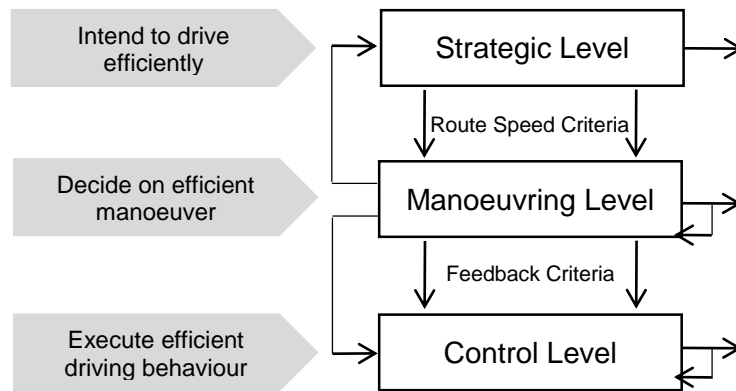 Intend to drive
efficiently
Strategic Level
Route Speed Criteria
Decide on efficient
manoeuver
Manoeuvring Level
Feedback Criteria
Execute efficient
driving behaviour
Control Level